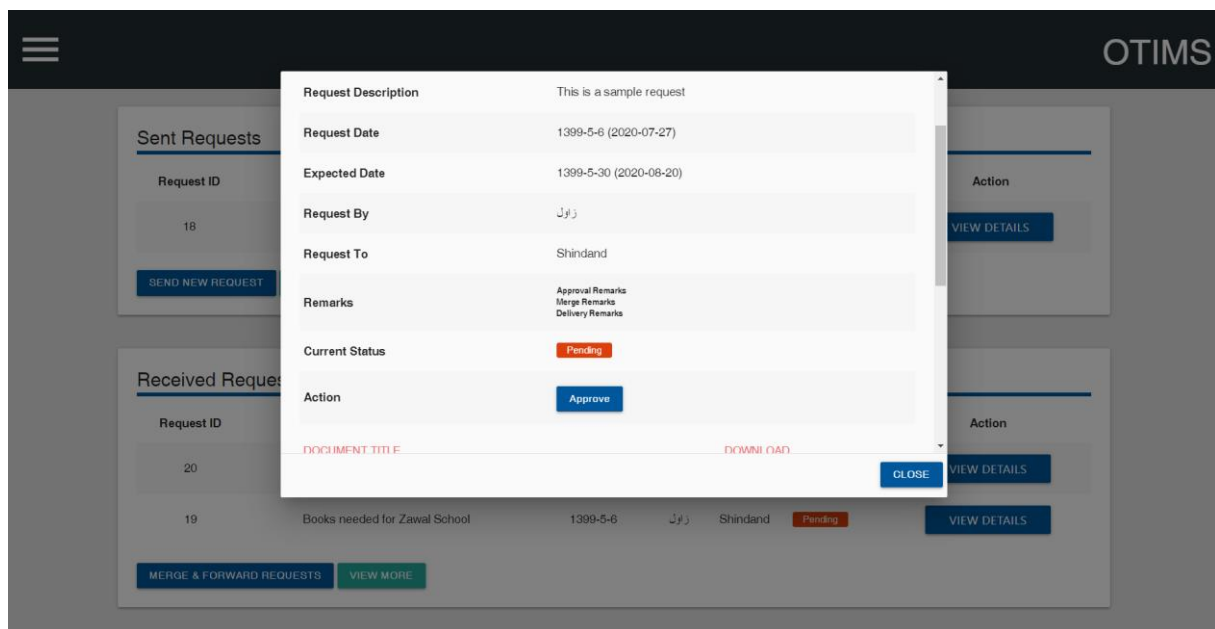 OTIMS
Request Description This is a sample request
Request Date 1399-5-6 (2020-07-27)
Expected Date 1399-5-30 (2020-08-20)
Request By زاول
Request To Shindand
Remarks Approval Remarks
Merge Remarks
Delivery Remarks
Current Status Pending
Action Approve
DOCUMENT TITLE DOWNLOAD
CLOSE
Sent Requests
Request ID Action
18 VIEW DETAILS
SEND NEW REQUEST
Received Reques
Request ID Action
20 VIEW DETAILS
19 Books needed for Zawal School 1399-5-6 زاول Shindand Pending VIEW DETAILS
MERGE & FORWARD REQUESTS VIEW MORE